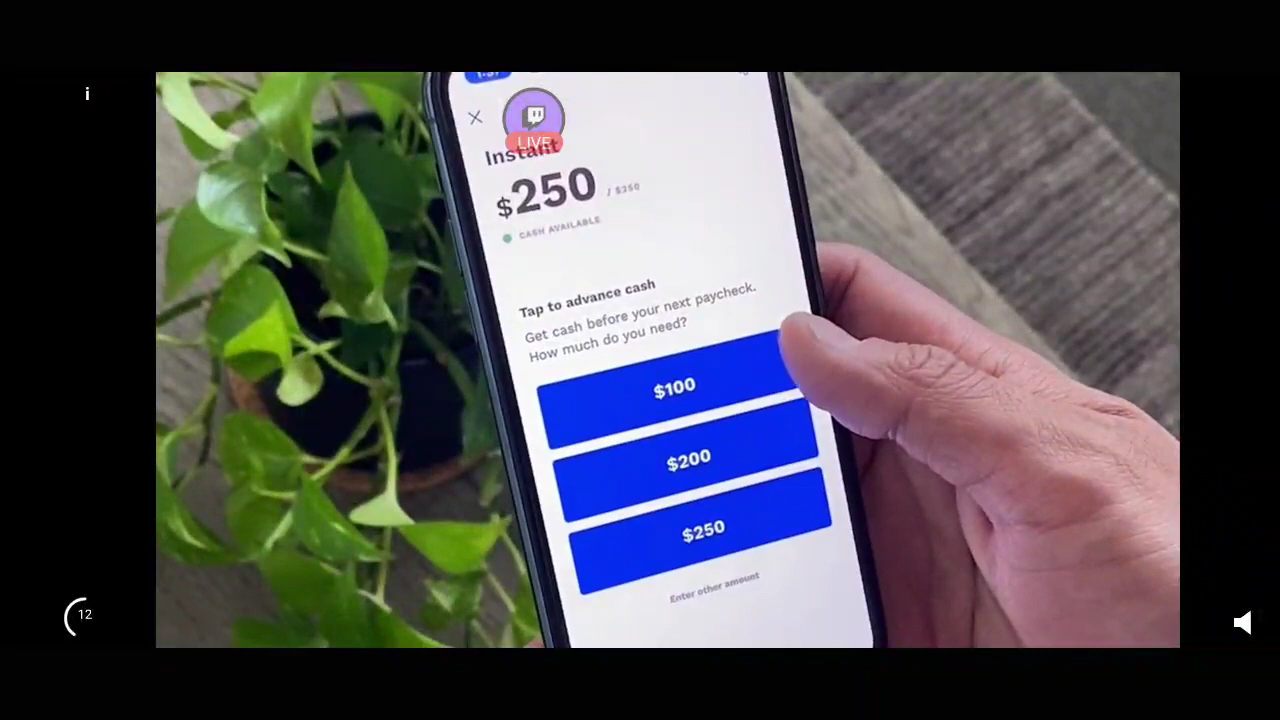 i
LIVE
Instant
$250 / $250
CASH AVAILABLE
Tap to advance cash
Get cash before your next paycheck.
How much do you need?
$100
$200
$250
Enter other amount
12